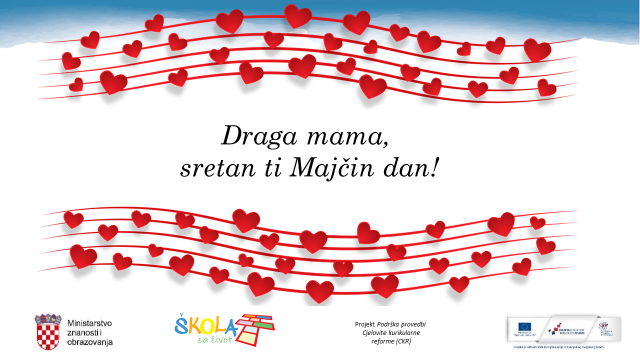 Draga mama,
sretan ti Majčin dan!
Ministarstvo
znanosti i
obrazovanja
ŠKOLA
za život
Projekt Podrška provedbi
Cjelovite kurikularne
reforme (CKR)